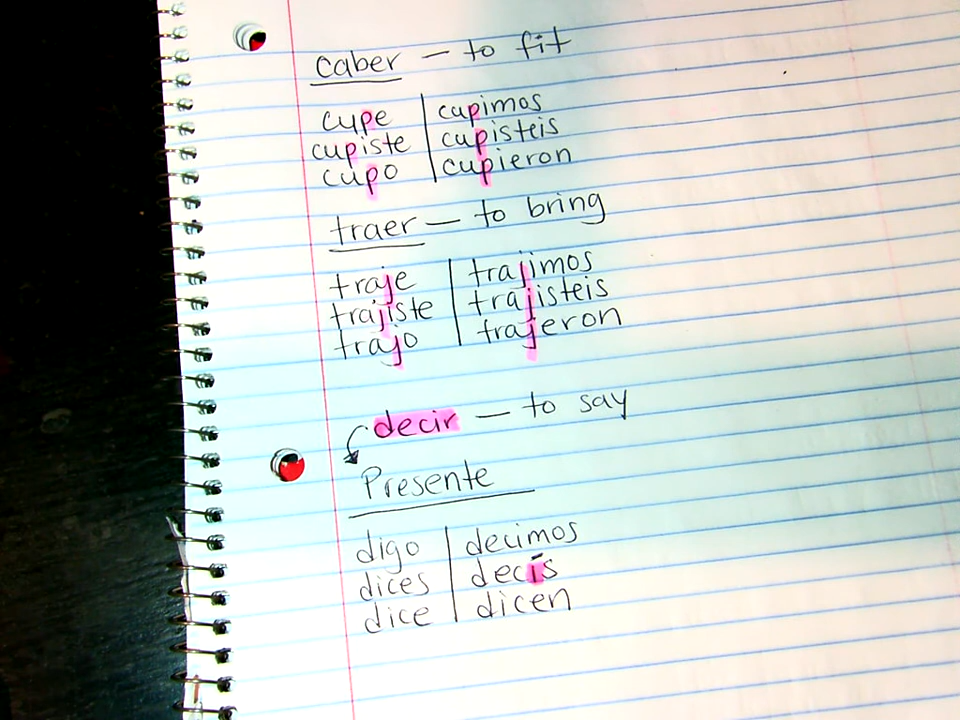 caber — to fit
cupe | cupimos
cupiste | cupisteis
cupo | cupieron
traer — to bring
traje | trajimos
trajiste | trajisteis
trajo | trajeron
decir — to say
Presente
digo | decimos
dices | decís
dice | dicen